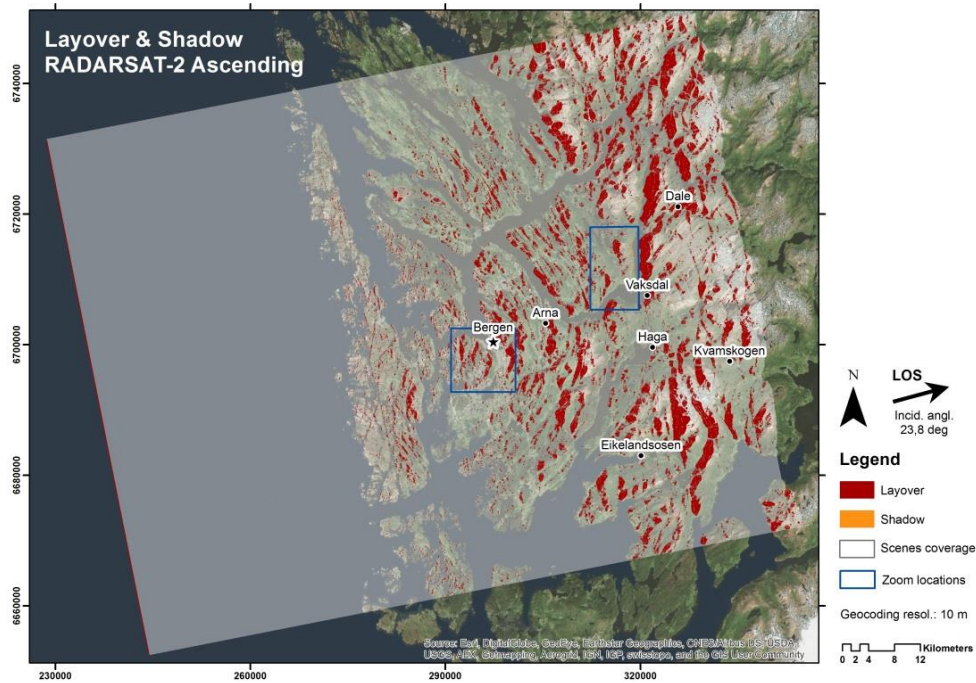 Layover & Shadow
RADARSAT-2 Ascending
6740000
6720000
6700000
6680000
6660000
Dale
Vaksdal
Arna
Bergen
Haga
Kvamskogen
Eikelandsosen
Source: Esri, DigitalGlobe, GeoEye, Earthstar Geographics, CNES/Airbus DS, USDA,
USGS, AEX, Getmapping, Aerogrid, IGN, IGP, swisstopo, and the GIS User Community
230000 260000 290000 320000
N
LOS
Incid. angl.
23,8 deg
Legend
Layover
Shadow
Scenes coverage
Zoom locations
Geocoding resol.: 10 m
Kilometers
0 2 4 8 12